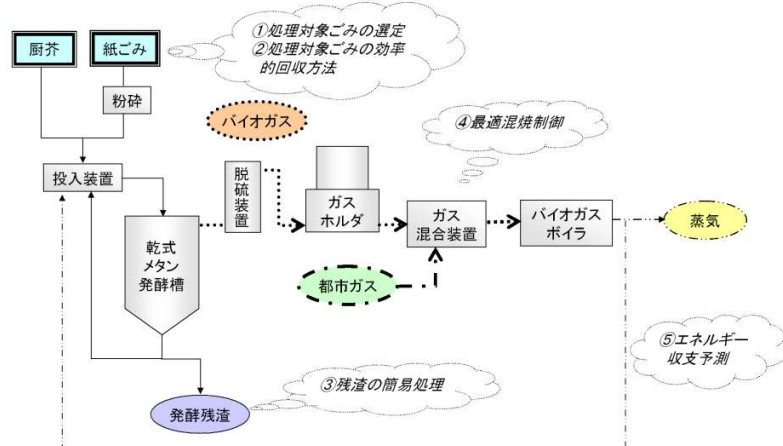 ①処理対象ごみの選定
②処理対象ごみの効率
的回収方法
厨芥
紙ごみ
粉砕
バイオガス
④最適混焼制御
投入装置
脱硫装置
ガス
ホルダ
ガス
混合装置
バイオガス
ボイラ
蒸気
乾式
メタン
発酵槽
都市ガス
⑤エネルギー
収支予測
③残渣の簡易処理
発酵残渣